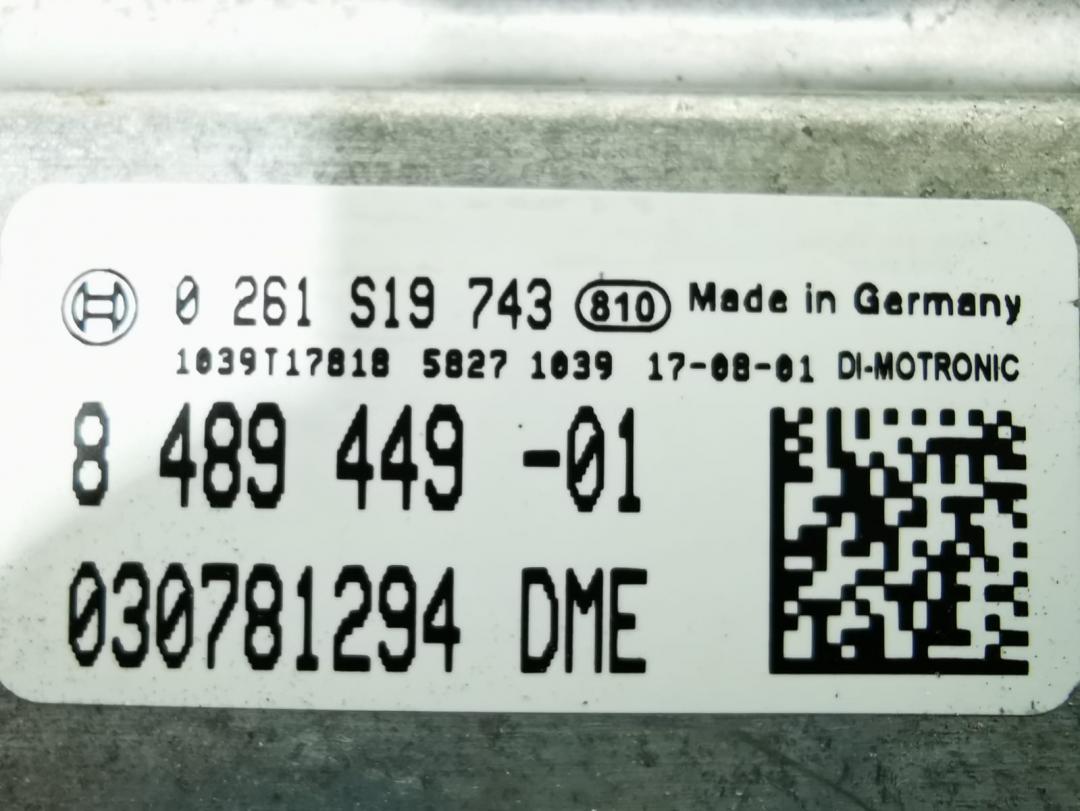 0 261 S19 743 810 Made in Germany
1039T17818 5827 1039 17-08-01 DI-MOTRONIC
8 489 449 -01
030781294 DME